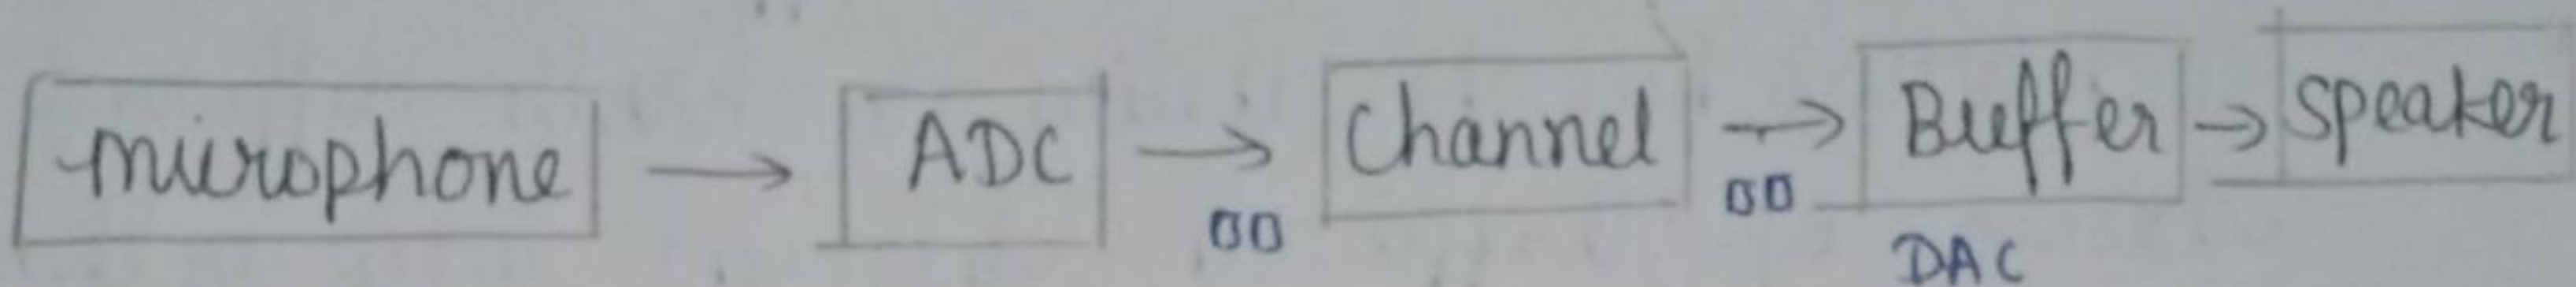 microphone → ADC → Channel → Buffer → Speaker
DAC